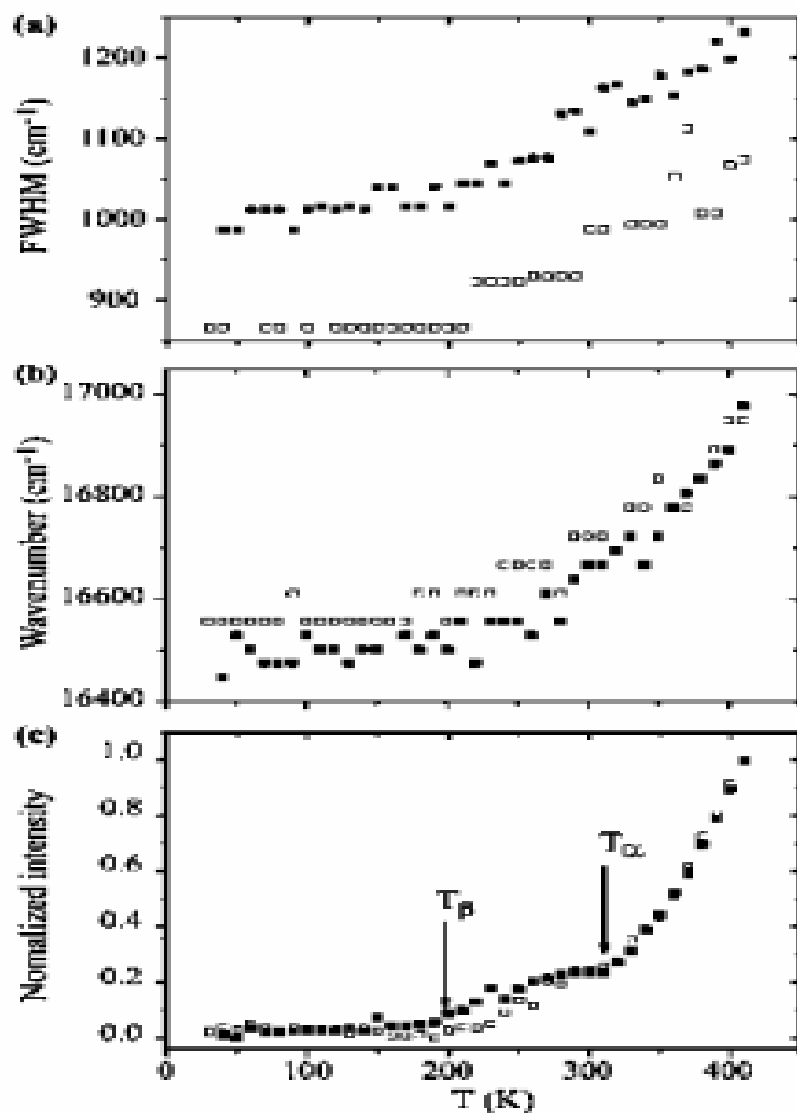 (a)
FWHM (cm-1)
1200
1100
1000
900
(b)
Wavenumber (cm-1)
17000
16800
16600
16400
(c)
Nomalized intensity
1.0
0.8
0.6
0.4
0.2
0.0
Tα
Tβ
0
100
200
300
400
T (K)